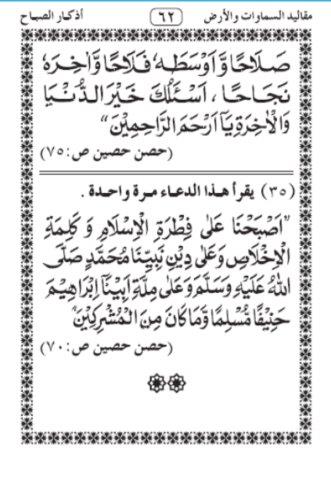 مقاليد السماوات والأرض ٦٢ أذكار الصباح
صَلَاحًا وَّاَوْسَطَهٗ فَلَاحًا وَّاٰخِرَهٗ
نَجَاحًا ، اَسْئَلُكَ خَيْرَ الدُّنْيَا
وَالْاٰخِرَةِ يَآ اَرْحَمَ الرَّاحِمِيْنَ"
(حصن حصين ص:٧٥)
(٣٥) يقرأ هذا الدعاء مرة واحدة .
"اَصْبَحْنَا عَلٰى فِطْرَةِ الْاِسْلَامِ وَ كَلِمَةِ
الْاِخْلَاصِ وَعَلٰى دِيْنِ نَبِيِّنَا مُحَمَّدٍ صَلَّى
اللهُ عَلَيْهِ وَسَلَّمَ وَعَلٰى مِلَّةِ اَبِيْنَا اِبْرَاهِيْمَ
حَنِيْفًا مُّسْلِمًا وَّمَا كَانَ مِنَ الْمُشْرِكِيْنَ"
(حصن حصين ص:٧٠)